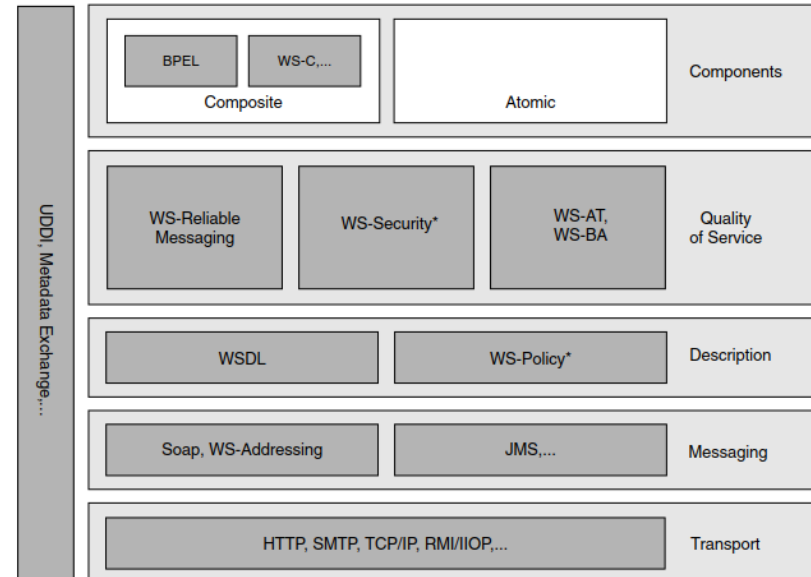 UDDI, Metadata Exchange,...
BPEL
WS-C,...
Composite
Atomic
Components
WS-Reliable
Messaging
WS-Security*
WS-AT,
WS-BA
Quality
of Service
WSDL
WS-Policy*
Description
Soap, WS-Addressing
JMS,...
Messaging
HTTP, SMTP, TCP/IP, RMI/IIOP,...
Transport